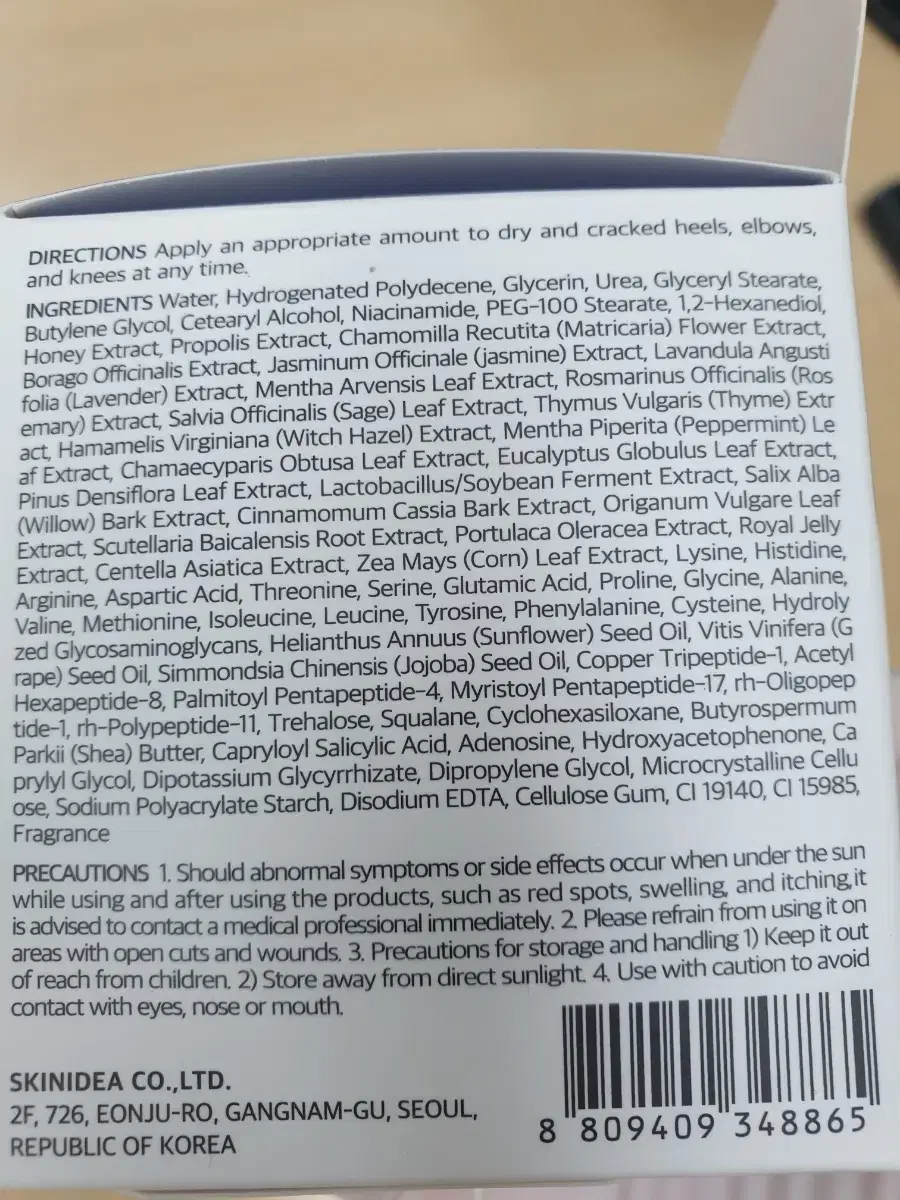 DIRECTIONS Apply an appropriate amount to dry and cracked heels, elbows,
and knees at any time.
INGREDIENTS Water, Hydrogenated Polydecene, Glycerin, Urea, Glyceryl Stearate,
Butylene Glycol, Cetearyl Alcohol, Niacinamide, PEG-100 Stearate, 1,2-Hexanediol,
Honey Extract, Propolis Extract, Chamomilla Recutita (Matricaria) Flower Extract,
Borago Officinalis Extract, Jasminum Officinale (jasmine) Extract, Lavandula Angusti
folia (Lavender) Extract, Mentha Arvensis Leaf Extract, Rosmarinus Officinalis (Ros
emary) Extract, Salvia Officinalis (Sage) Leaf Extract, Thymus Vulgaris (Thyme) Extr
act, Hamamelis Virginiana (Witch Hazel) Extract, Mentha Piperita (Peppermint) Le
af Extract, Chamaecyparis Obtusa Leaf Extract, Eucalyptus Globulus Leaf Extract,
Pinus Densiflora Leaf Extract, Lactobacillus/Soybean Ferment Extract, Salix Alba
(Willow) Bark Extract, Cinnamomum Cassia Bark Extract, Origanum Vulgare Leaf
Extract, Scutellaria Baicalensis Root Extract, Portulaca Oleracea Extract, Royal Jelly
Extract, Centella Asiatica Extract, Zea Mays (Corn) Leaf Extract, Lysine, Histidine,
Arginine, Aspartic Acid, Threonine, Serine, Glutamic Acid, Proline, Glycine, Alanine,
Valine, Methionine, Isoleucine, Leucine, Tyrosine, Phenylalanine, Cysteine, Hydroly
zed Glycosaminoglycans, Helianthus Annuus (Sunflower) Seed Oil, Vitis Vinifera (G
rape) Seed Oil, Simmondsia Chinensis (Jojoba) Seed Oil, Copper Tripeptide-1, Acetyl
Hexapeptide-8, Palmitoyl Pentapeptide-4, Myristoyl Pentapeptide-17, rh-Oligopep
tide-1, rh-Polypeptide-11, Trehalose, Squalane, Cyclohexasiloxane, Butyrospermum
Parkii (Shea) Butter, Capryloyl Salicylic Acid, Adenosine, Hydroxyacetophenone, Ca
prylyl Glycol, Dipotassium Glycyrrhizate, Dipropylene Glycol, Microcrystalline Cellu
ose, Sodium Polyacrylate Starch, Disodium EDTA, Cellulose Gum, CI 19140, CI 15985,
Fragrance
PRECAUTIONS 1. Should abnormal symptoms or side effects occur when under the sun
while using and after using the products, such as red spots, swelling, and itching,it
is advised to contact a medical professional immediately. 2. Please refrain from using it on
areas with open cuts and wounds. 3. Precautions for storage and handling 1) Keep it out
of reach from children. 2) Store away from direct sunlight. 4. Use with caution to avoid
contact with eyes, nose or mouth.
SKINIDEA CO.,LTD.
2F, 726, EONJU-RO, GANGNAM-GU, SEOUL,
REPUBLIC OF KOREA
8 809409 348865